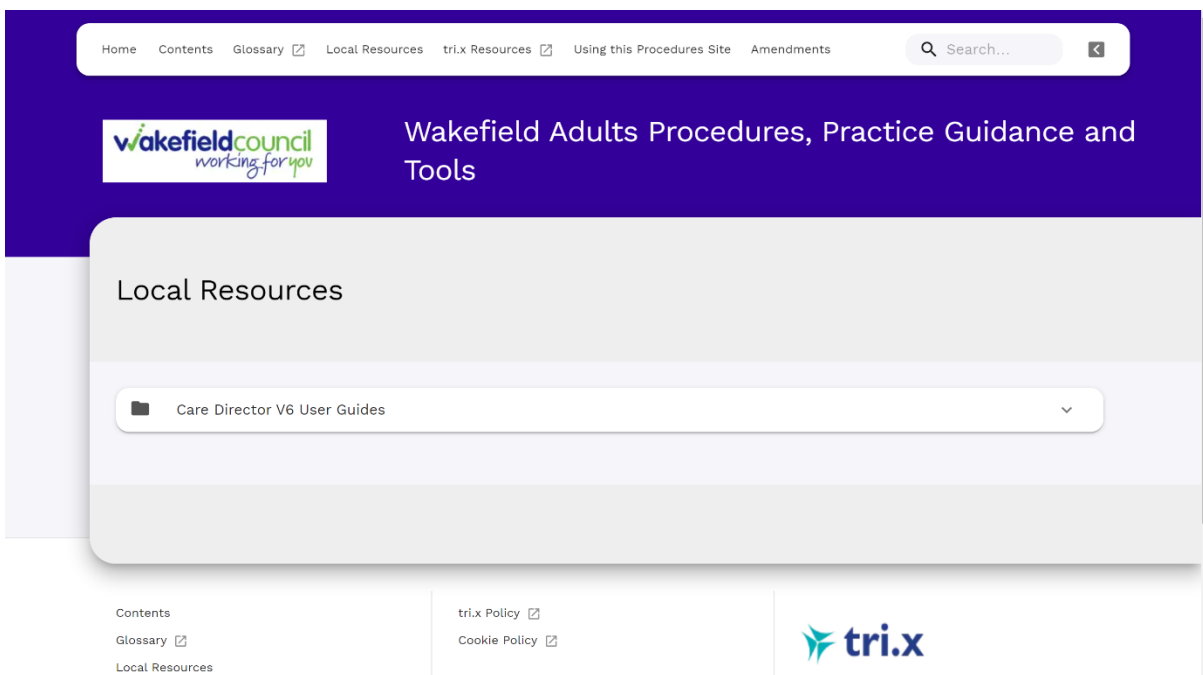 Home Contents Glossary Local Resources tri.x Resources Using this Procedures Site Amendments Search...
wakefieldcouncil
working for you
Wakefield Adults Procedures, Practice Guidance and
Tools
Local Resources
Care Director V6 User Guides
Contents
Glossary
Local Resources
tri.x Policy
Cookie Policy
tri.x